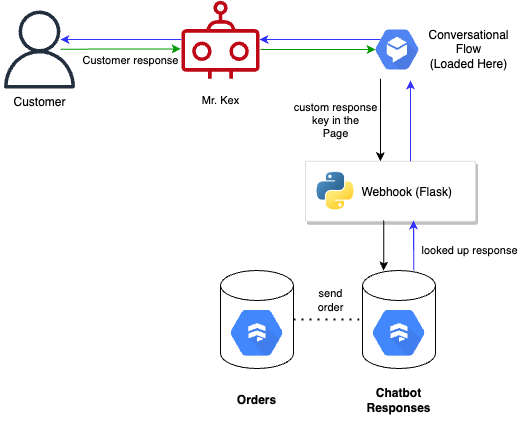 Conversational
Flow
(Loaded Here)
Customer response
Customer
Mr. Kex
custom response
key in the
Page
Webhook (Flask)
looked up response
send
order
Orders
Chatbot
Responses